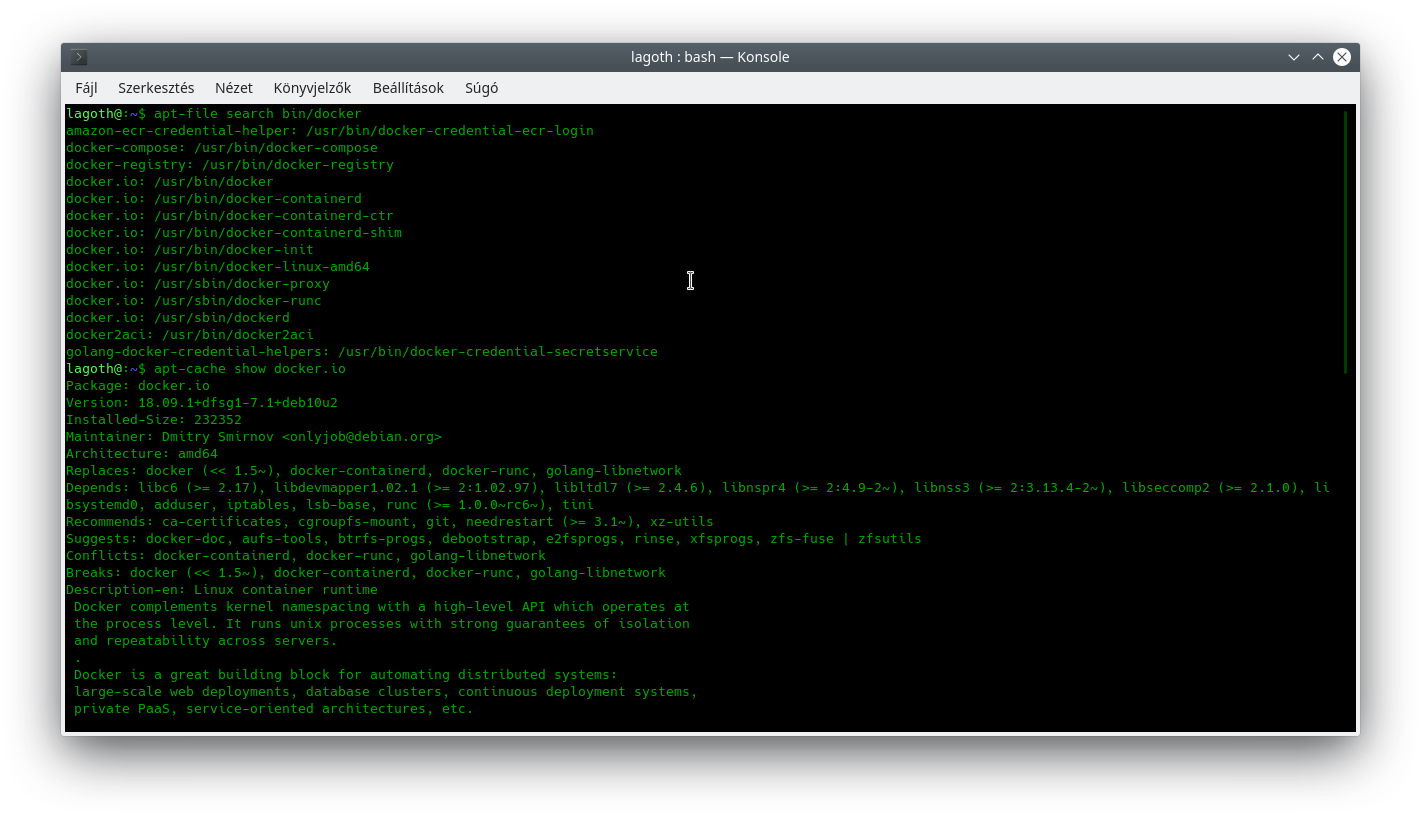 lagoth : bash — Konsole
Fájl Szerkesztés Nézet Könyvjelzők Beállítások Súgó
lagoth@:~$ apt-file search bin/docker
amazon-ecr-credential-helper: /usr/bin/docker-credential-ecr-login
docker-compose: /usr/bin/docker-compose
docker-registry: /usr/bin/docker-registry
docker.io: /usr/bin/docker
docker.io: /usr/bin/docker-containerd
docker.io: /usr/bin/docker-containerd-ctr
docker.io: /usr/bin/docker-containerd-shim
docker.io: /usr/bin/docker-init
docker.io: /usr/bin/docker-linux-amd64
docker.io: /usr/sbin/docker-proxy
docker.io: /usr/sbin/docker-runc
docker.io: /usr/sbin/dockerd
docker2aci: /usr/bin/docker2aci
golang-docker-credential-helpers: /usr/bin/docker-credential-secretservice
lagoth@:~$ apt-cache show docker.io
Package: docker.io
Version: 18.09.1+dfsg1-7.1+deb10u2
Installed-Size: 232352
Maintainer: Dmitry Smirnov <onlyjob@debian.org>
Architecture: amd64
Replaces: docker (<< 1.5~), docker-containerd, docker-runc, golang-libnetwork
Depends: libc6 (>= 2.17), libdevmapper1.02.1 (>= 2:1.02.97), libltdl7 (>= 2.4.6), libnspr4 (>= 2:4.9-2~), libnss3 (>= 2:3.13.4-2~), libseccomp2 (>= 2.1.0), li
bsystemd0, adduser, iptables, lsb-base, runc (>= 1.0.0~rc6~), tini
Recommends: ca-certificates, cgroupfs-mount, git, needrestart (>= 3.1~), xz-utils
Suggests: docker-doc, aufs-tools, btrfs-progs, debootstrap, e2fsprogs, rinse, xfsprogs, zfs-fuse | zfsutils
Conflicts: docker-containerd, docker-runc, golang-libnetwork
Breaks: docker (<< 1.5~), docker-containerd, docker-runc, golang-libnetwork
Description-en: Linux container runtime
 Docker complements kernel namespacing with a high-level API which operates at
 the process level. It runs unix processes with strong guarantees of isolation
 and repeatability across servers.
 .
 Docker is a great building block for automating distributed systems:
 large-scale web deployments, database clusters, continuous deployment systems,
 private PaaS, service-oriented architectures, etc.